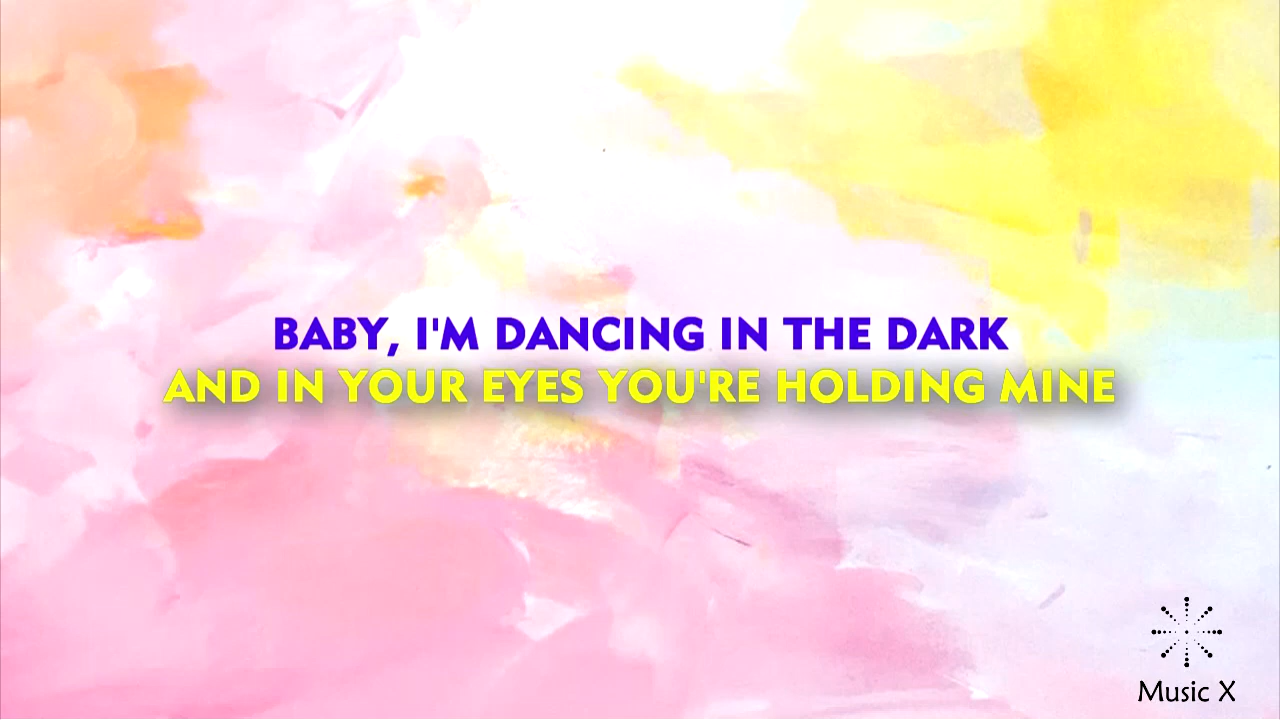 BABY, I'M DANCING IN THE DARK
AND IN YOUR EYES YOU'RE HOLDING MINE
Music X